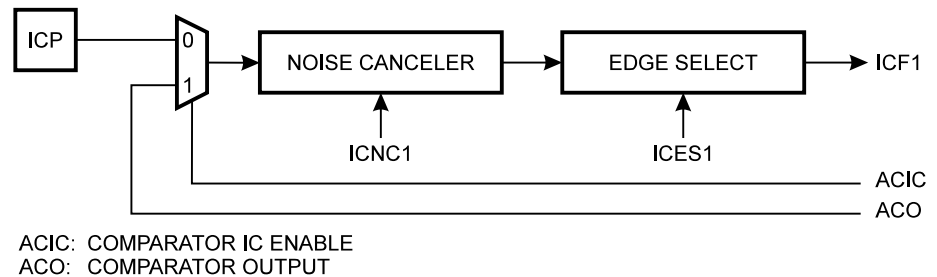 ICP
0
1
NOISE CANCELER
EDGE SELECT
ICF1
ICNC1
ICES1
ACIC
ACO
ACIC: COMPARATOR IC ENABLE
ACO: COMPARATOR OUTPUT